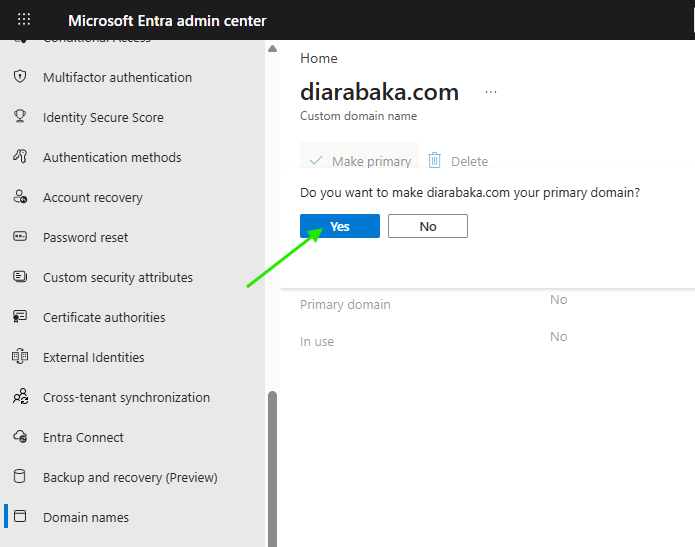 Microsoft Entra admin center
Conditional Access
Multifactor authentication
Identity Secure Score
Authentication methods
Account recovery
Password reset
Custom security attributes
Certificate authorities
External Identities
Cross-tenant synchronization
Entra Connect
Backup and recovery (Preview)
Domain names
Home
diarabaka.com ...
Custom domain name
Make primary Delete
Do you want to make diarabaka.com your primary domain?
Yes No
Primary domain No
In use No